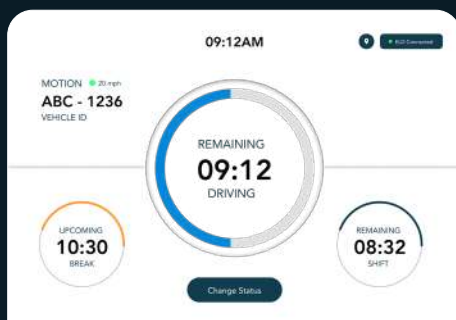 09:12AM
ELD Connected
MOTION 20 mph
ABC - 1236
VEHICLE ID
REMAINING
09:12
DRIVING
UPCOMING
10:30
BREAK
REMAINING
08:32
SHIFT
Change Status